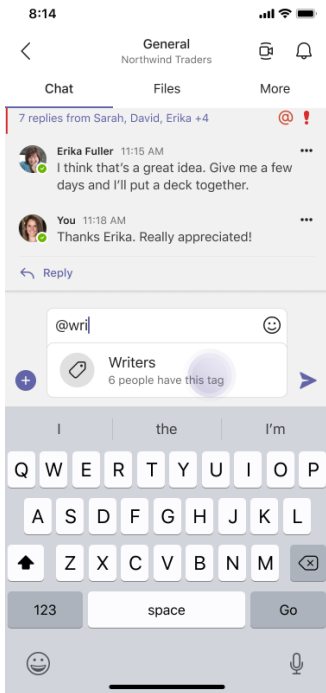 8:14
General
Northwind Traders
Chat Files More
7 replies from Sarah, David, Erika +4 @ !
Erika Fuller 11:15 AM
I think that's a great idea. Give me a few
days and I'll put a deck together.
You 11:18 AM
Thanks Erika. Really appreciated!
Reply
@wri
Writers
6 people have this tag
I the I'm
Q W E R T Y U I O P
A S D F G H J K L
Z X C V B N M
123 space Go